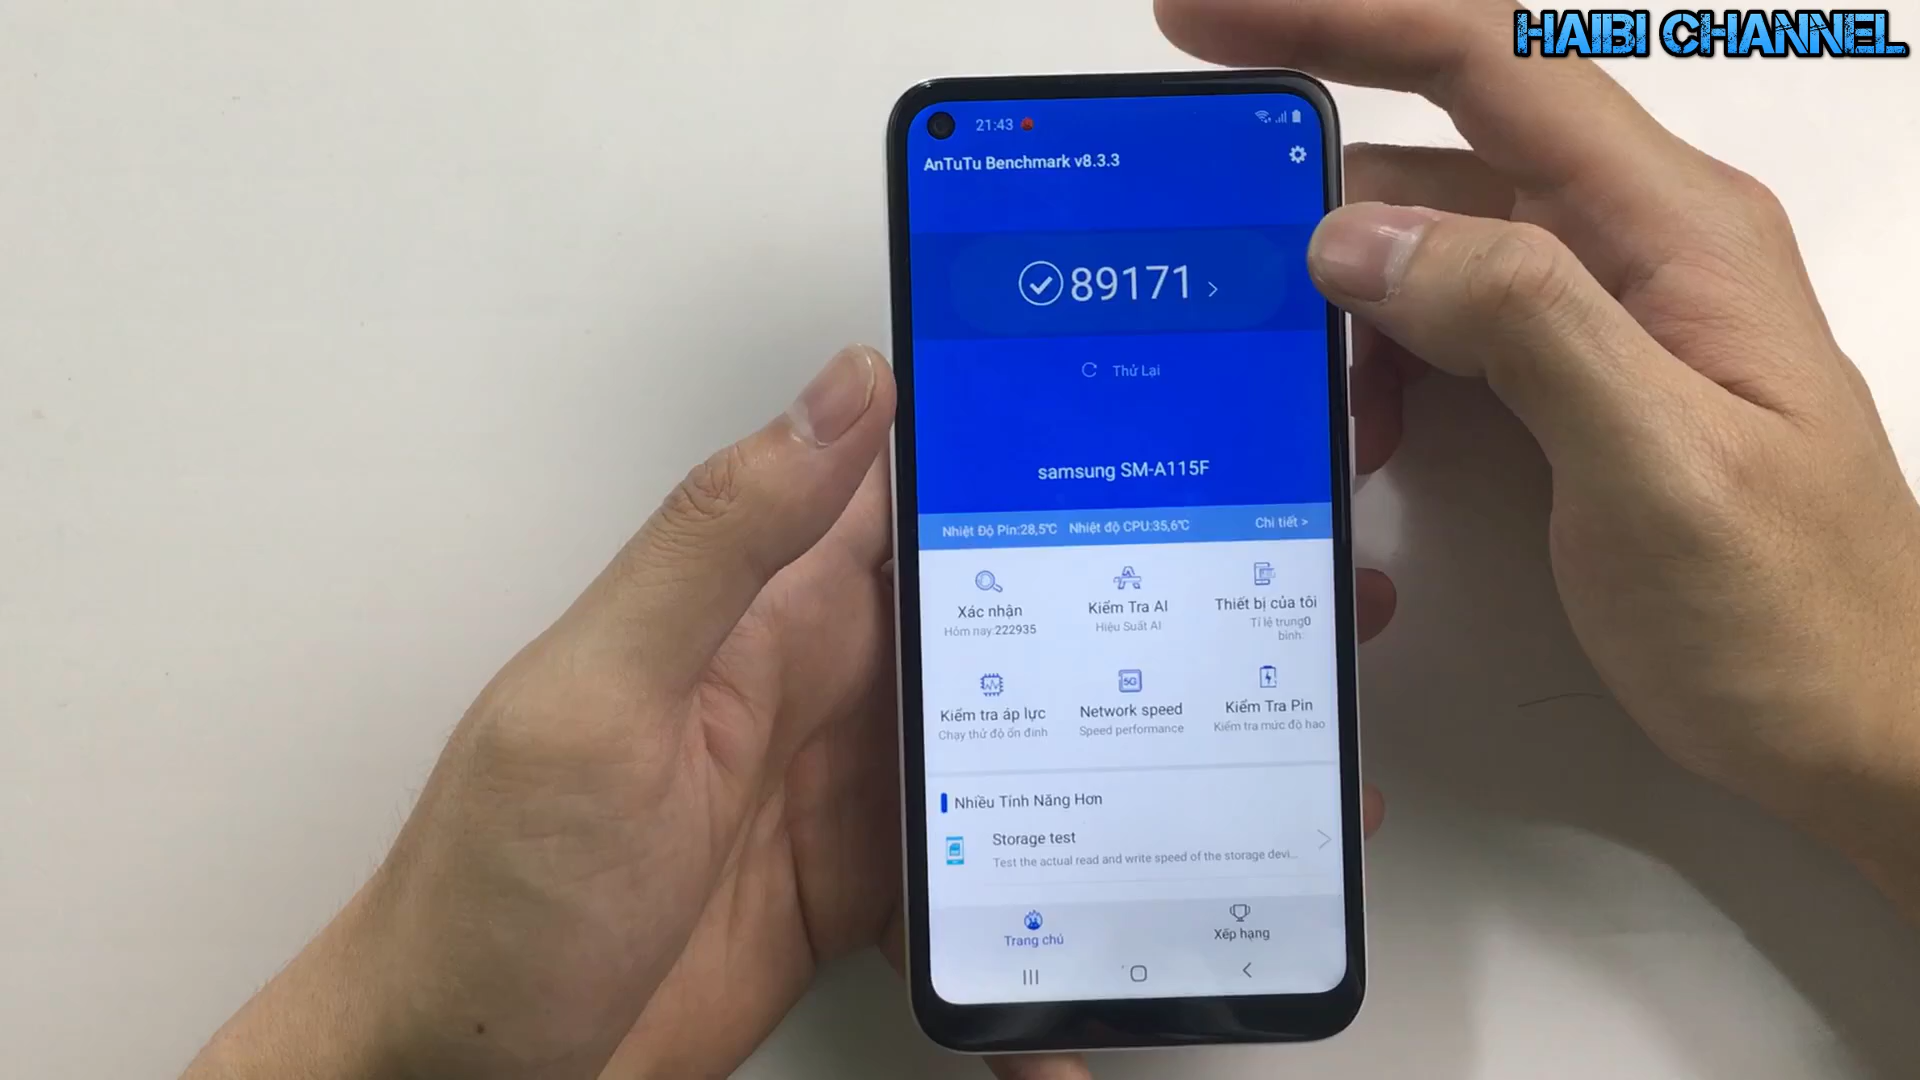 HAIBI CHANNEL
21:43
AnTuTu Benchmark v8.3.3
89171
Thử Lại
samsung SM-A115F
Nhiệt Độ Pin:28,5℃ Nhiệt độ CPU:35,6℃ Chi tiết >
Xác nhận
Hôm nay:222935
Kiểm Tra AI
Hiệu Suất AI
Thiết bị của tôi
Tỉ lệ trung0
bình:
Kiểm tra áp lực
Chạy thử độ ổn định
5G
Network speed
Speed performance
Kiểm Tra Pin
Kiểm tra mức độ hao
Nhiều Tính Năng Hơn
Storage test
Test the actual read and write speed of the storage devi...
Trang chủ
Xếp hạng